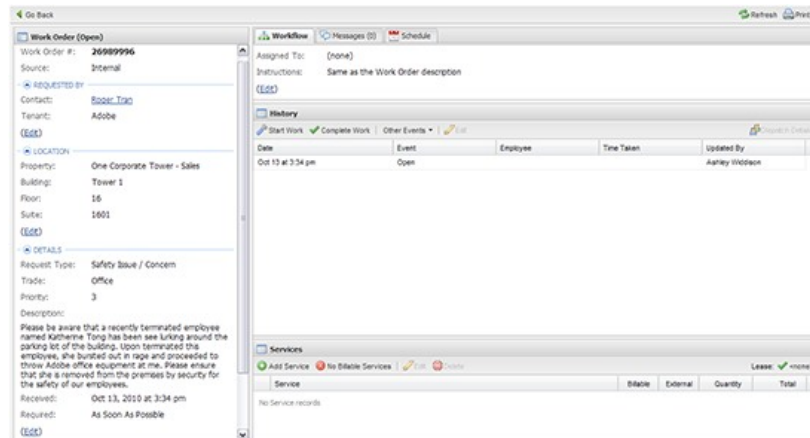 Go Back
Refresh Print
Work Order (Open)
Work Order #: 26989996
Source: Internal
REQUESTED BY
Contact: Roper Tran
Tenant: Adobe
(Edit)
LOCATION
Property: One Corporate Tower - Sales
Building: Tower 1
Floor: 16
Suite: 1601
(Edit)
DETAILS
Request Type: Safety Issue / Concern
Trade: Office
Priority: 3
Description:
Please be aware that a recently terminated employee
named Katherine Tong has been see lurking around the
parking lot of the building. Upon terminated this
employee, she bursted out in rage and proceeded to
throw Adobe office equipment at me. Please ensure
that she is removed from the premises by security for
the safety of our employees.
Received: Oct 13, 2010 at 3:34 pm
Required: As Soon As Possible
(Edit)
Workflow Messages (0) Schedule
Assigned To: (none)
Instructions: Same as the Work Order description
(Edit)
History
Start Work Complete Work Other Events Edit Dispatch
Date Event Employee Time Taken Updated By
Oct 13 at 3:34 pm Open Ashley Widdison
Services
Add Service No Billable Services Edit Delete Lease: <none
Service Billable External Quantity Total
No Service records